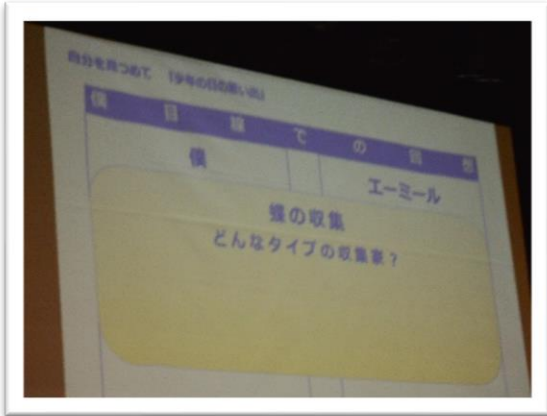 自分を見つめて 「少年の日の思い出」
僕目線での回想
僕 エーミール
蝶の収集
どんなタイプの収集家?